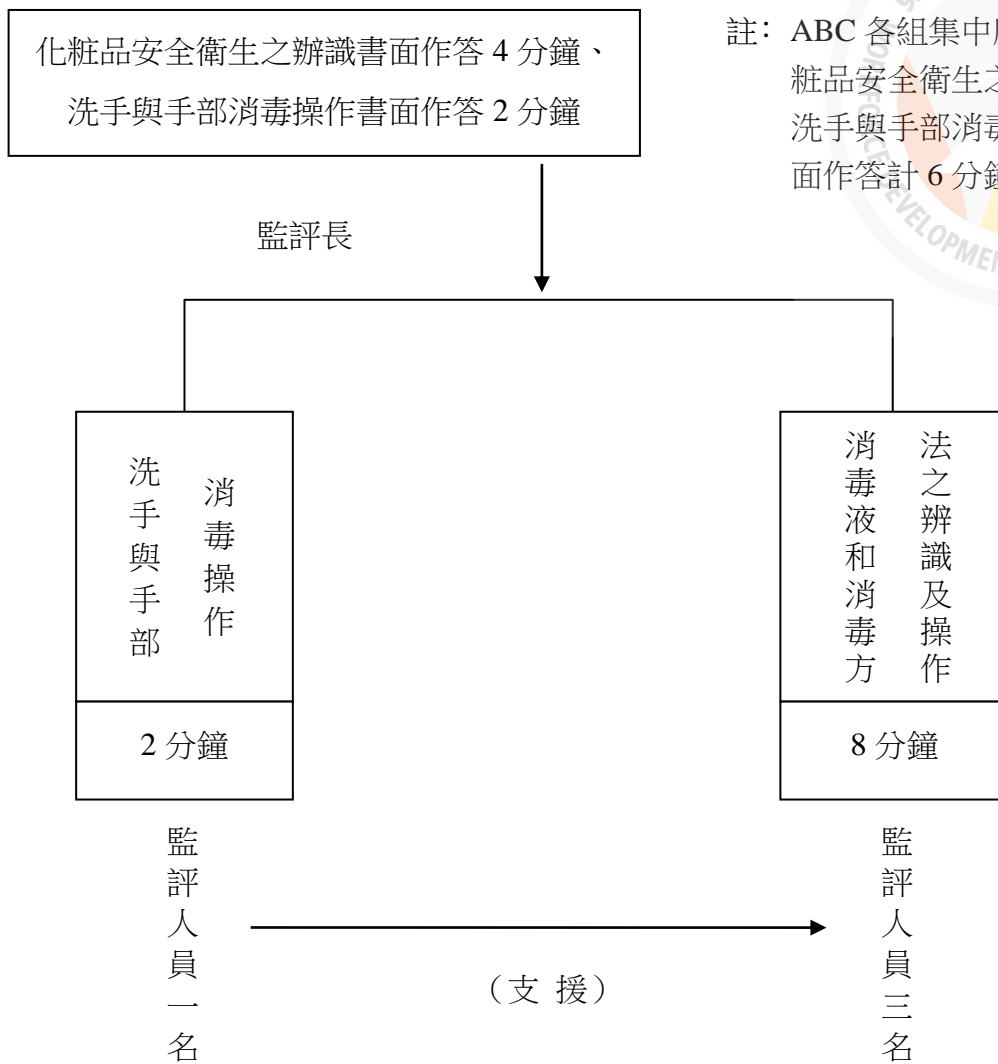 化粧品安全衛生之辦識書面作答 4 分鐘、
洗手與手部消毒操作書面作答 2 分鐘
註：ABC 各組集中
粧品安全衛生之
洗手與手部消毒
面作答計 6 分鐘
監評長
洗手與手部
消毒操作
2 分鐘
消毒液和消毒方
法之辨識及操作
8 分鐘
監評人員一名
（支 援）
監評人員三名
WORKFORCE DEVELOPMEN